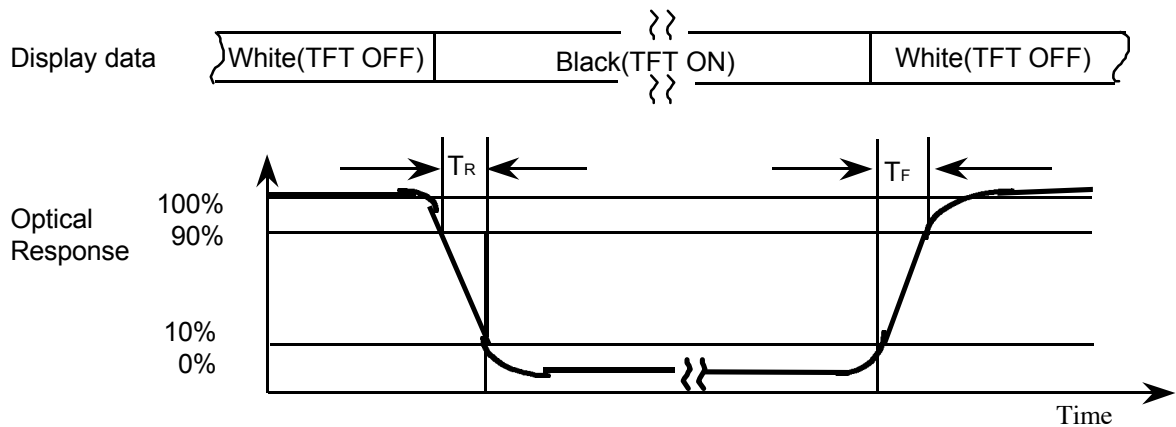 Display data
White(TFT OFF)
Black(TFT ON)
White(TFT OFF)
TR
TF
Optical
Response
100%
90%
10%
0%
Time